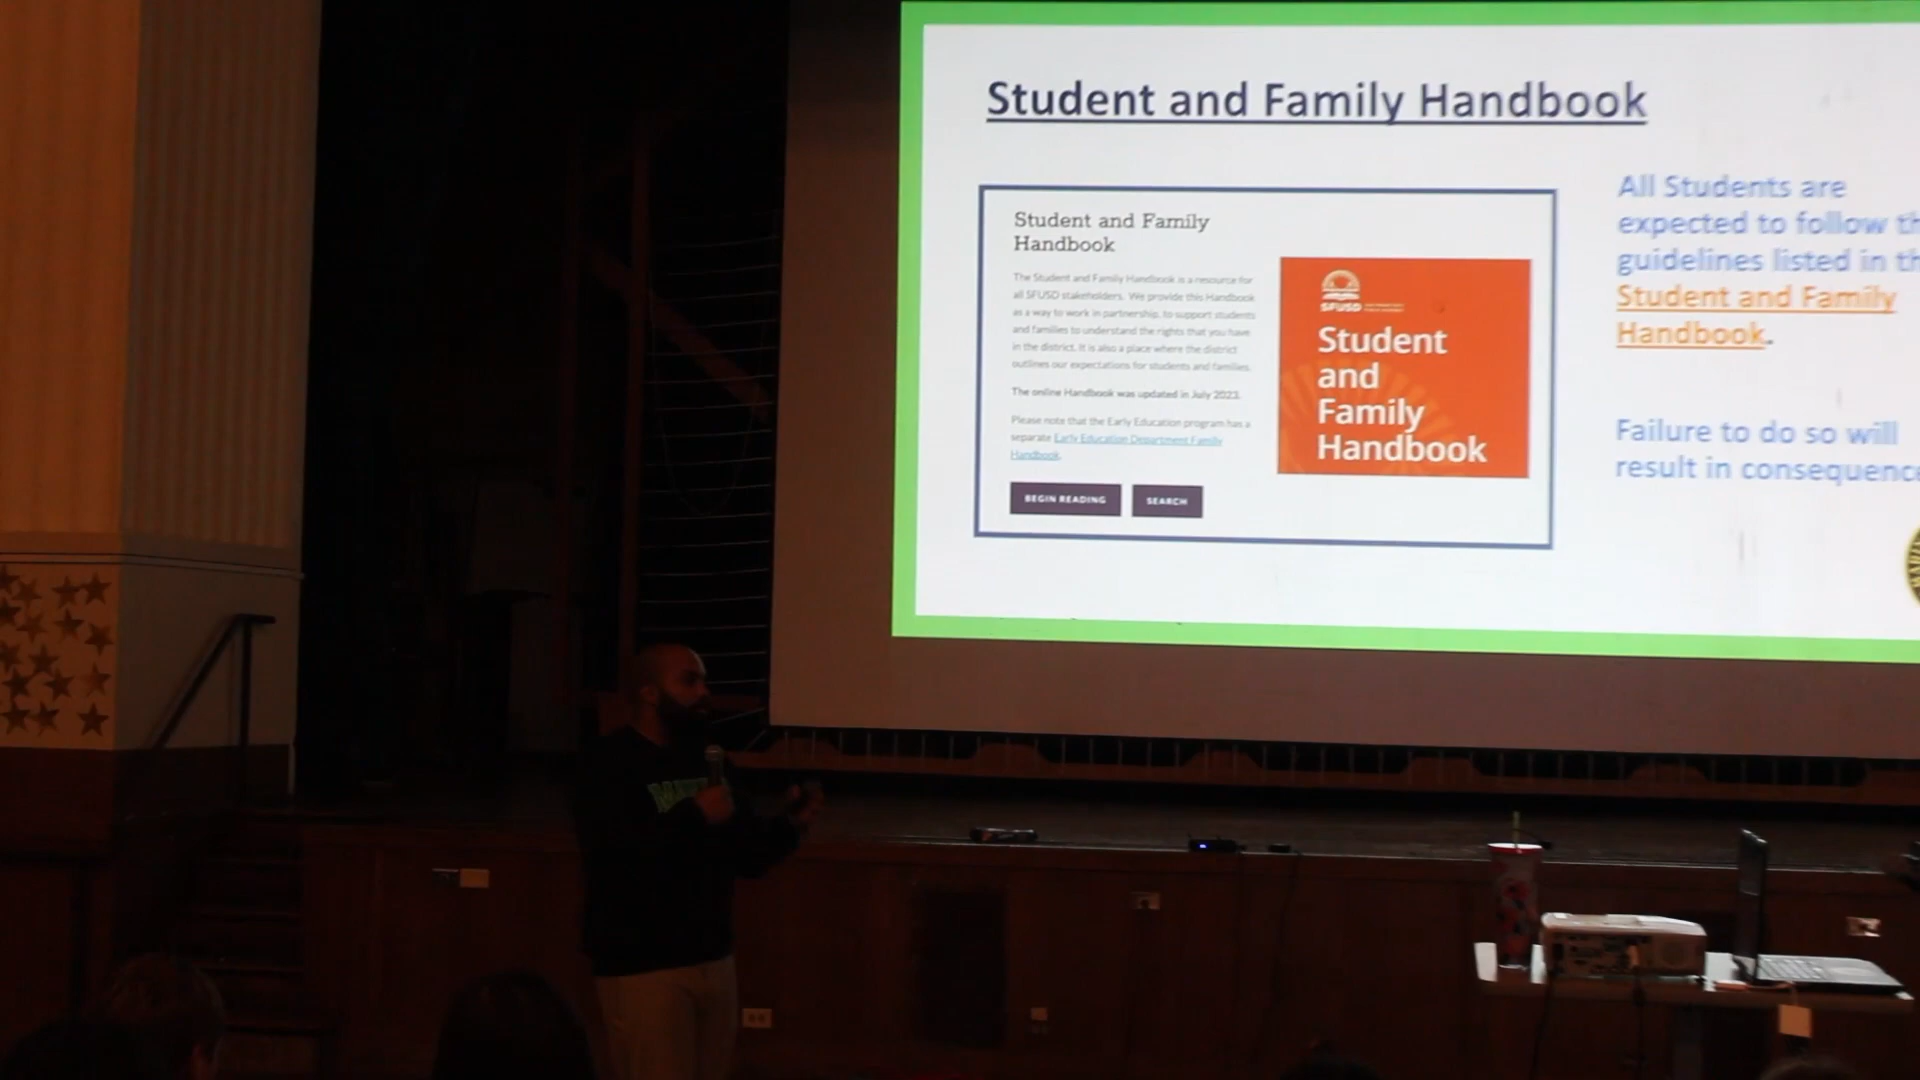 Student and Family Handbook
Student and Family
Handbook
The Student and Family Handbook is a resource for
all SFUSD stakeholders. We provide this Handbook
as a way to work in partnership, to support students
and families to understand the rights that you have
in the district. It is also a place where the district
outlines our expectations for students and families.
The online Handbook was updated in July 2023.
Please note that the Early Education program has a
separate Early Education Department Family
Handbook.
BEGIN READING
SEARCH
SFUSD
Student
and
Family
Handbook
All Students are
expected to follow th
guidelines listed in th
Student and Family
Handbook.
Failure to do so will
result in consequenc